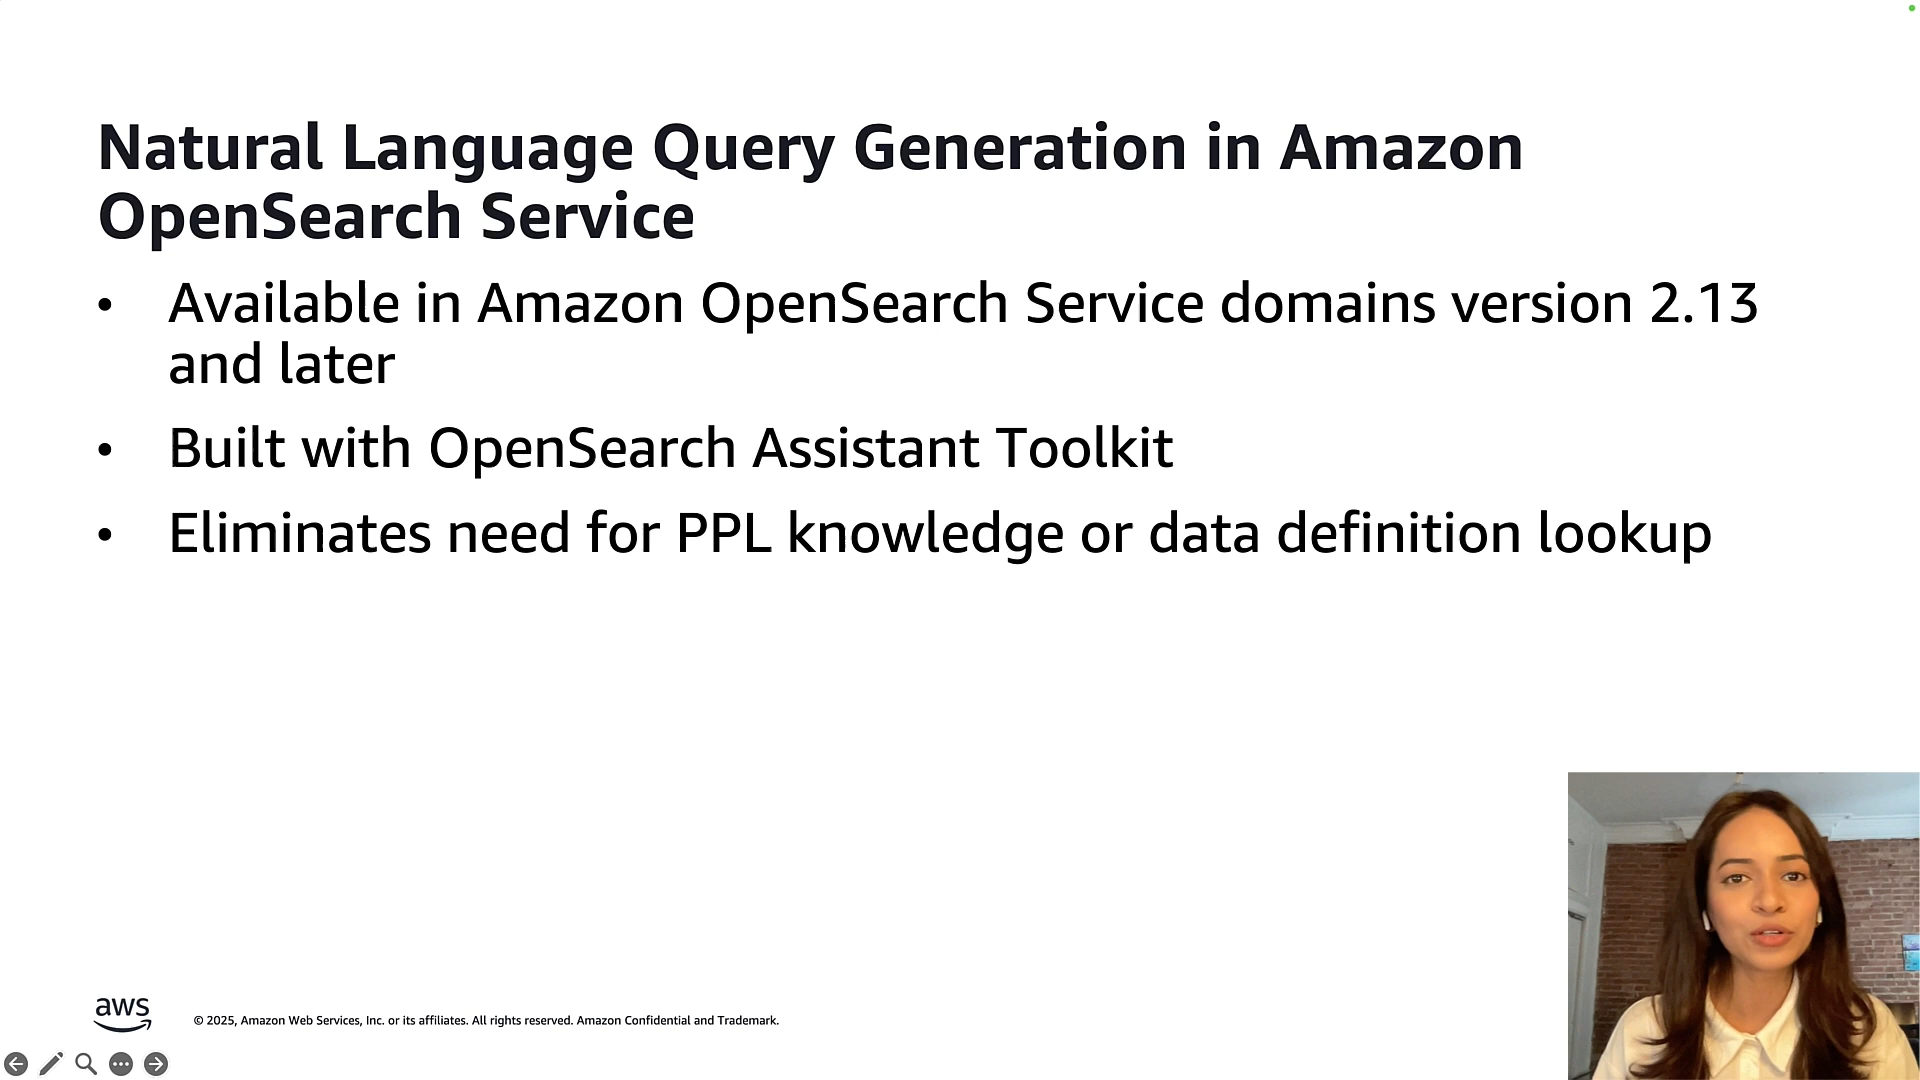 Natural Language Query Generation in Amazon
OpenSearch Service
• Available in Amazon OpenSearch Service domains version 2.13
and later
• Built with OpenSearch Assistant Toolkit
• Eliminates need for PPL knowledge or data definition lookup
aws
© 2025, Amazon Web Services, Inc. or its affiliates. All rights reserved. Amazon Confidential and Trademark.